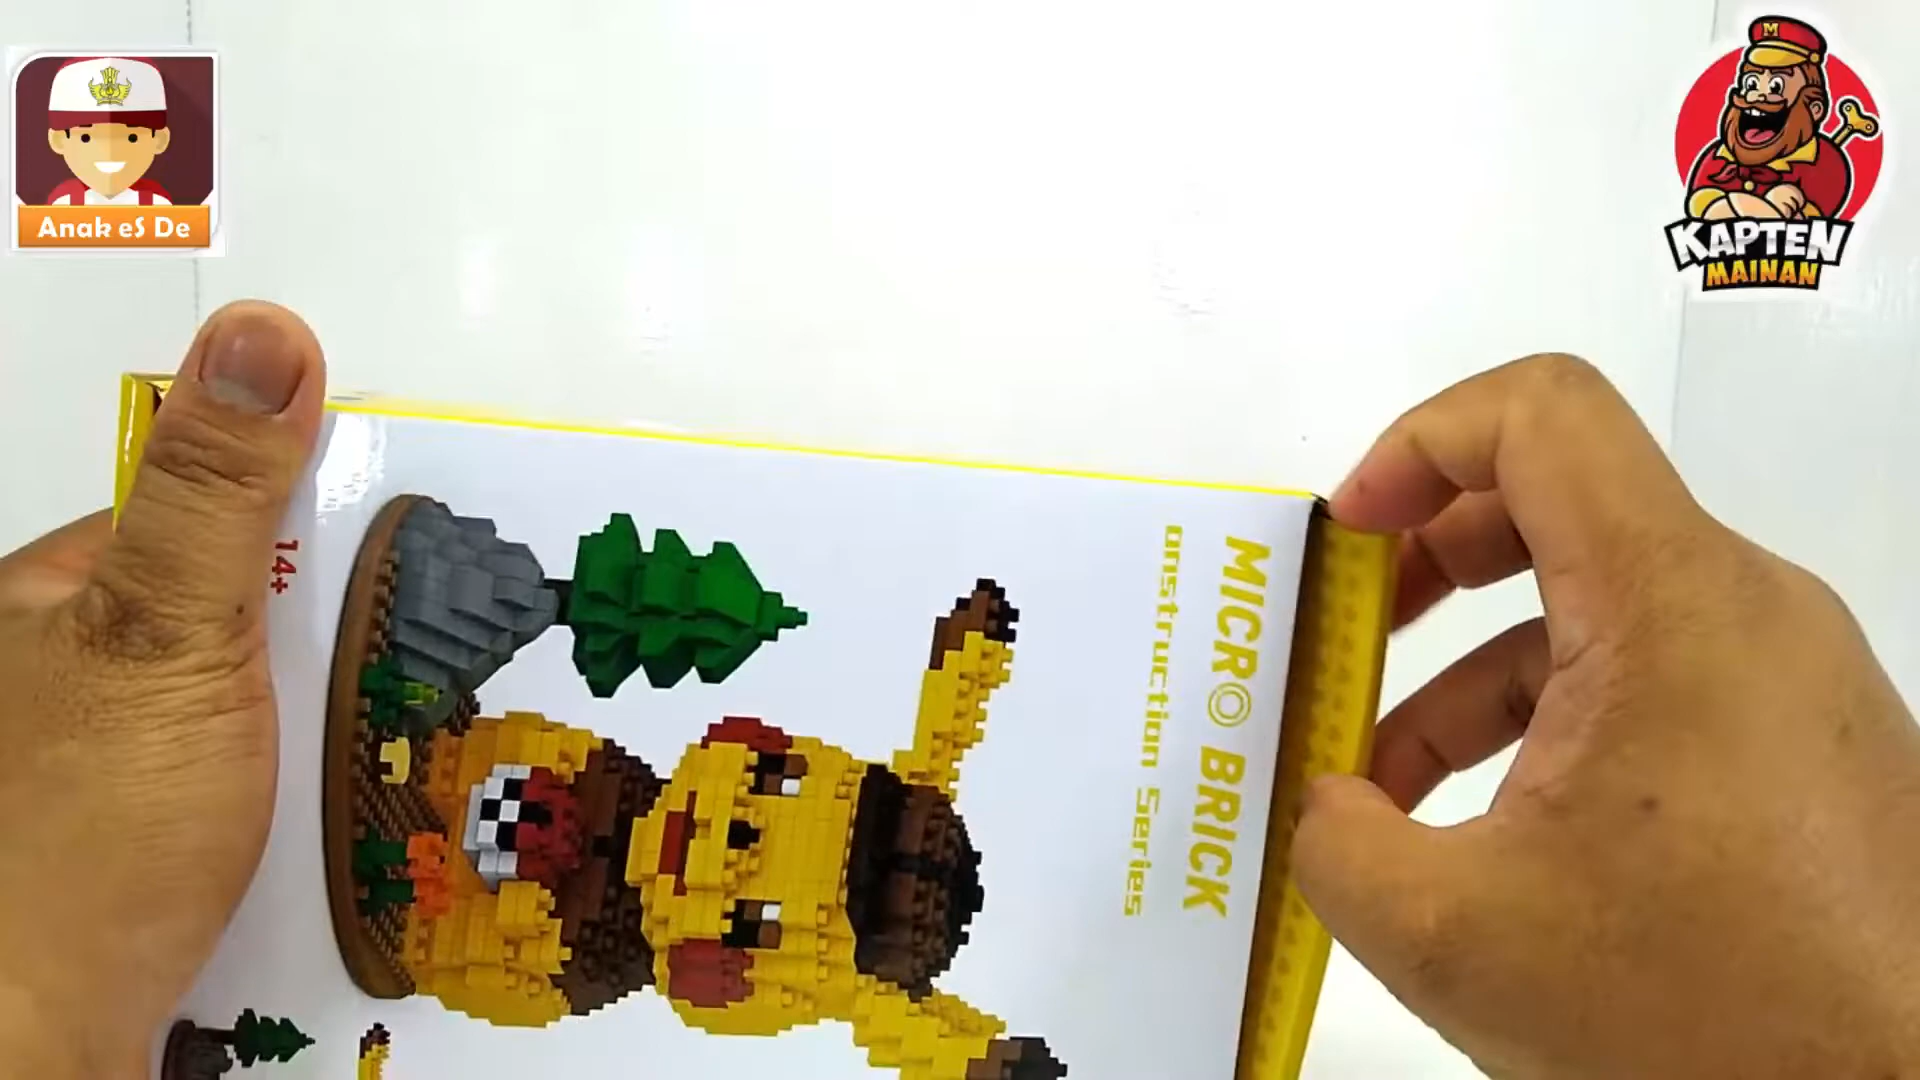 Anak eS De
M
KAPTEN
MAINAN
14+
MICRO BRICK
onstruction Series